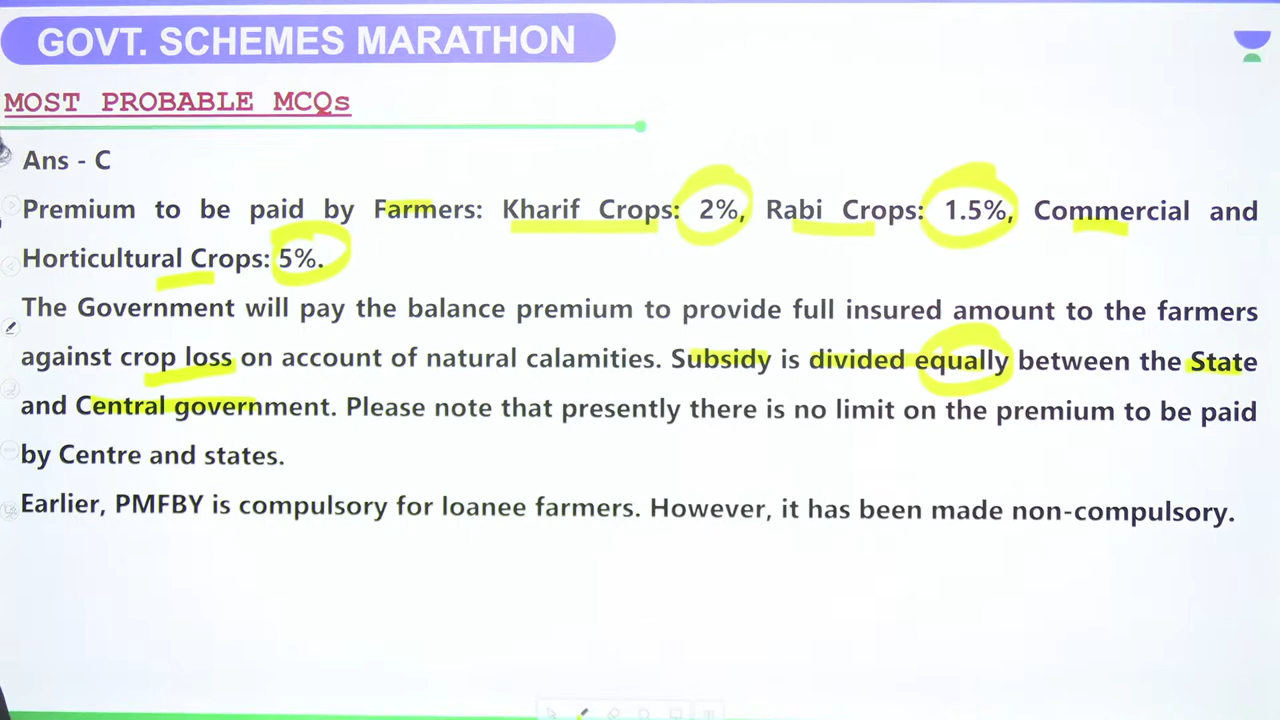 GOVT. SCHEMES MARATHON
MOST PROBABLE MCQs
Ans - C
Premium to be paid by Farmers: Kharif Crops: 2%, Rabi Crops: 1.5%, Commercial and
Horticultural Crops: 5%.
The Government will pay the balance premium to provide full insured amount to the farmers
against crop loss on account of natural calamities. Subsidy is divided equally between the State
and Central government. Please note that presently there is no limit on the premium to be paid
by Centre and states.
Earlier, PMFBY is compulsory for loanee farmers. However, it has been made non-compulsory.